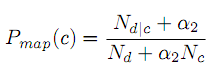 P_{map}(c) = \frac{N_{d|c} + \alpha_2}{N_d + \alpha_2 N_c}